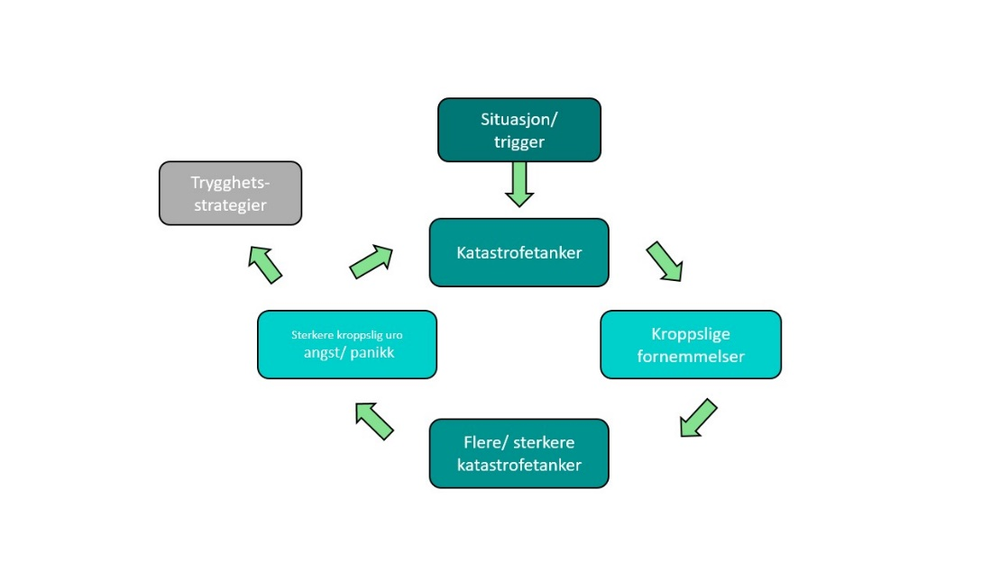 Situasjon/
trigger
Trygghets-
strategier
Katastrofetanker
Sterkere kroppslig uro
angst/ panikk
Kroppslige
fornemmelser
Flere/ sterkere
katastrofetanker